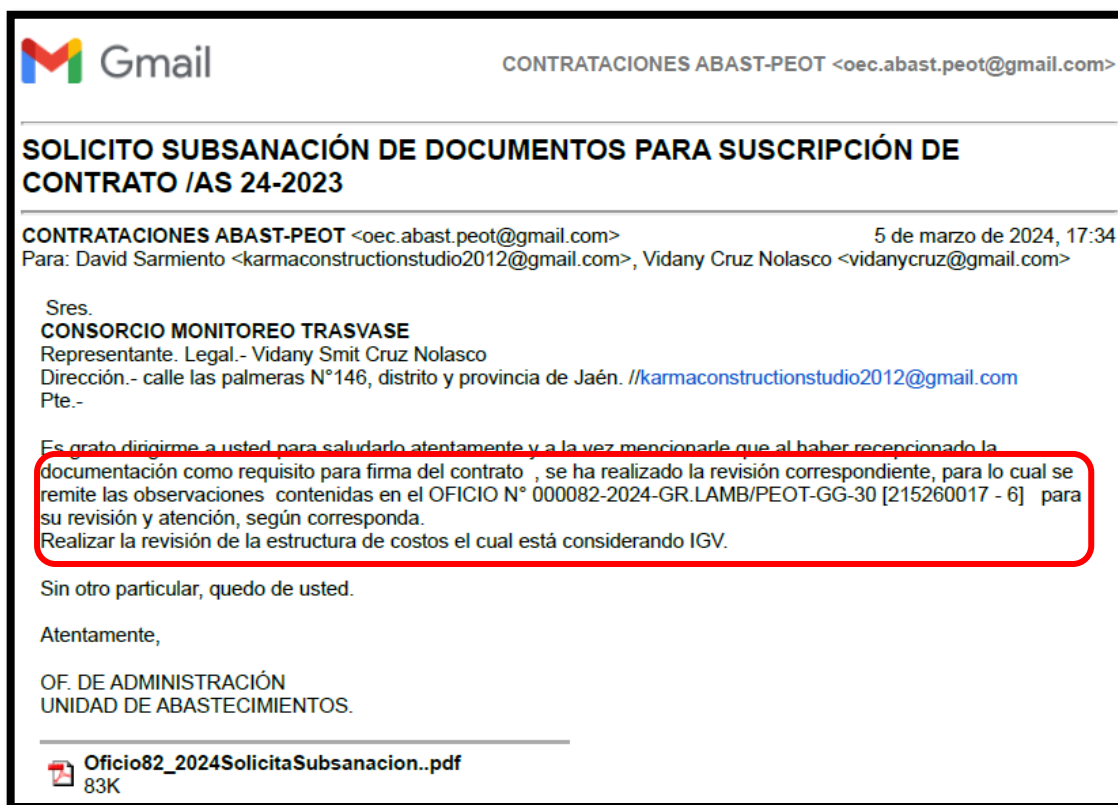 Gmail
CONTRATACIONES ABAST-PEOT <oec.abast.peot@gmail.com>
SOLICITO SUBSANACIÓN DE DOCUMENTOS PARA SUSCRIPCIÓN DE
CONTRATO /AS 24-2023
CONTRATACIONES ABAST-PEOT <oec.abast.peot@gmail.com> 5 de marzo de 2024, 17:34
Para: David Sarmiento <karmaconstructionstudio2012@gmail.com>, Vidany Cruz Nolasco <vidanycruz@gmail.com>
Sres.
CONSORCIO MONITOREO TRASVASE
Representante. Legal.- Vidany Smit Cruz Nolasco
Dirección.- calle las palmeras N°146, distrito y provincia de Jaén. //karmaconstructionstudio2012@gmail.com
Pte.-
Es grato dirigirme a usted para saludarlo atentamente y a la vez mencionarle que al haber recepcionado la
documentación como requisito para firma del contrato , se ha realizado la revisión correspondiente, para lo cual se
remite las observaciones contenidas en el OFICIO N° 000082-2024-GR.LAMB/PEOT-GG-30 [215260017 - 6] para
su revisión y atención, según corresponda.
Realizar la revisión de la estructura de costos el cual está considerando IGV.
Sin otro particular, quedo de usted.
Atentamente,
OF. DE ADMINISTRACIÓN
UNIDAD DE ABASTECIMIENTOS.
Oficio82_2024SolicitaSubsanacion..pdf
83K